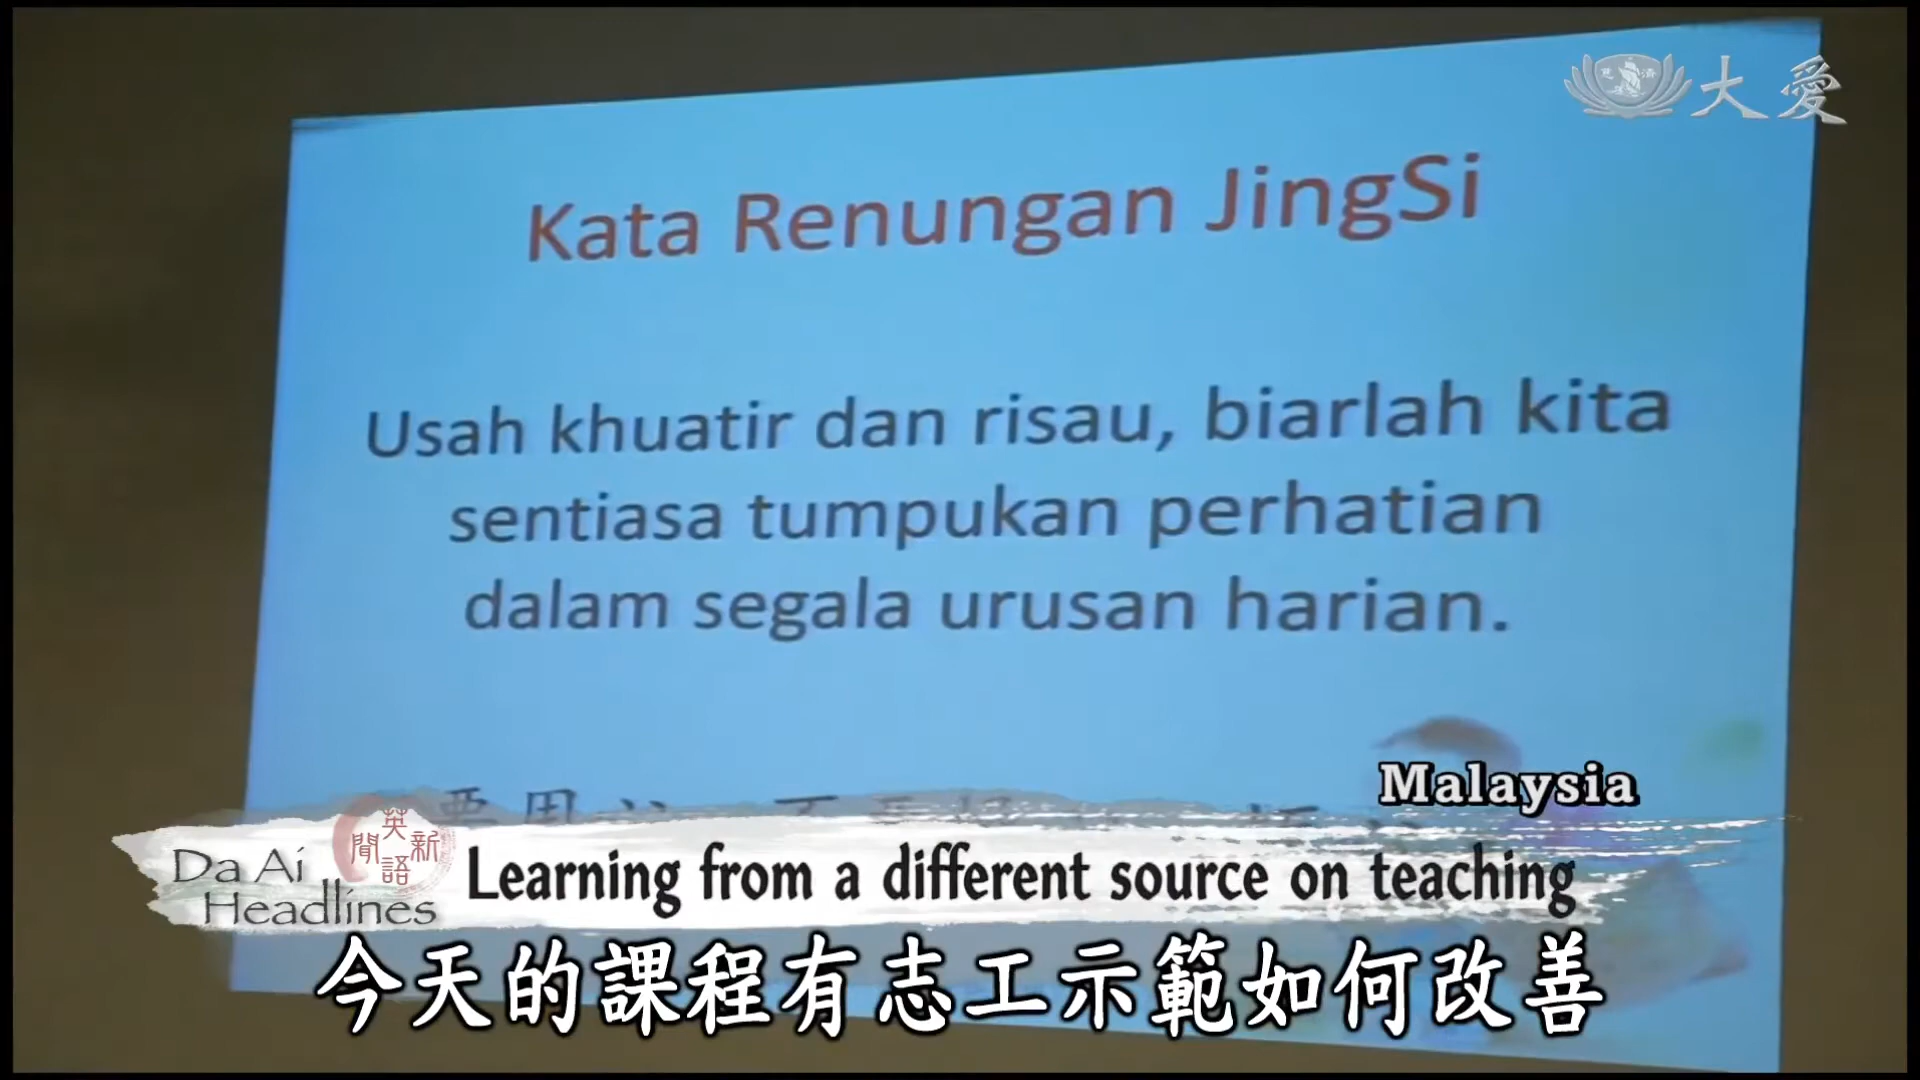 慈濟
大愛
Kata Renungan JingSi
Usah khuatir dan risau, biarlah kita
sentiasa tumpukan perhatian
dalam segala urusan harian.
Malaysia
Da Ai
Headlines
英語新聞
Learning from a different source on teaching
今天的課程有志工示範如何改善